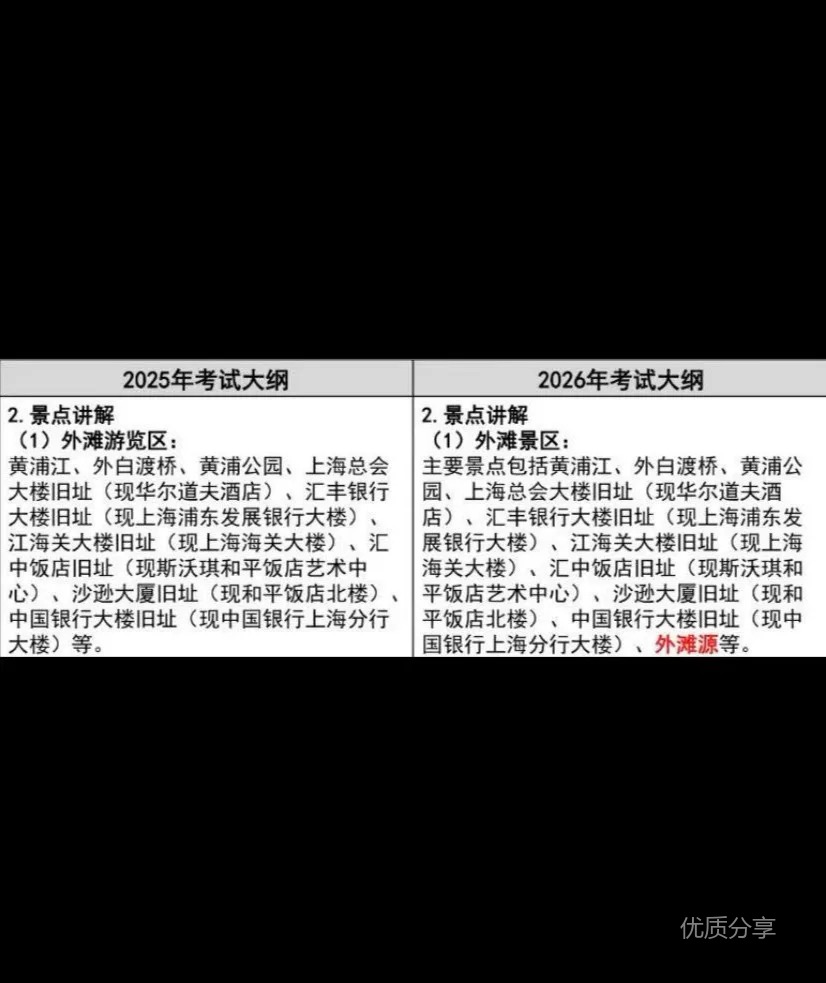 2025年考试大纲
2.景点讲解
（1）外滩游览区：
黄浦江、外白渡桥、黄浦公园、上海总会
大楼旧址（现华尔道夫酒店）、汇丰银行
大楼旧址（现上海浦东发展银行大楼）、
江海关大楼旧址（现上海海关大楼）、汇
中饭店旧址（现斯沃琪和平饭店艺术中
心）、沙逊大厦旧址（现和平饭店北楼）、
中国银行大楼旧址（现中国银行上海分行
大楼）等。
2026年考试大纲
2.景点讲解
（1）外滩景区：
主要景点包括黄浦江、外白渡桥、黄浦公
园、上海总会大楼旧址（现华尔道夫酒
店）、汇丰银行大楼旧址（现上海浦东发
展银行大楼）、江海关大楼旧址（现上海
海关大楼）、汇中饭店旧址（现斯沃琪和
平饭店艺术中心）、沙逊大厦旧址（现和
平饭店北楼）、中国银行大楼旧址（现中
国银行上海分行大楼）、外滩源等。
优质分享